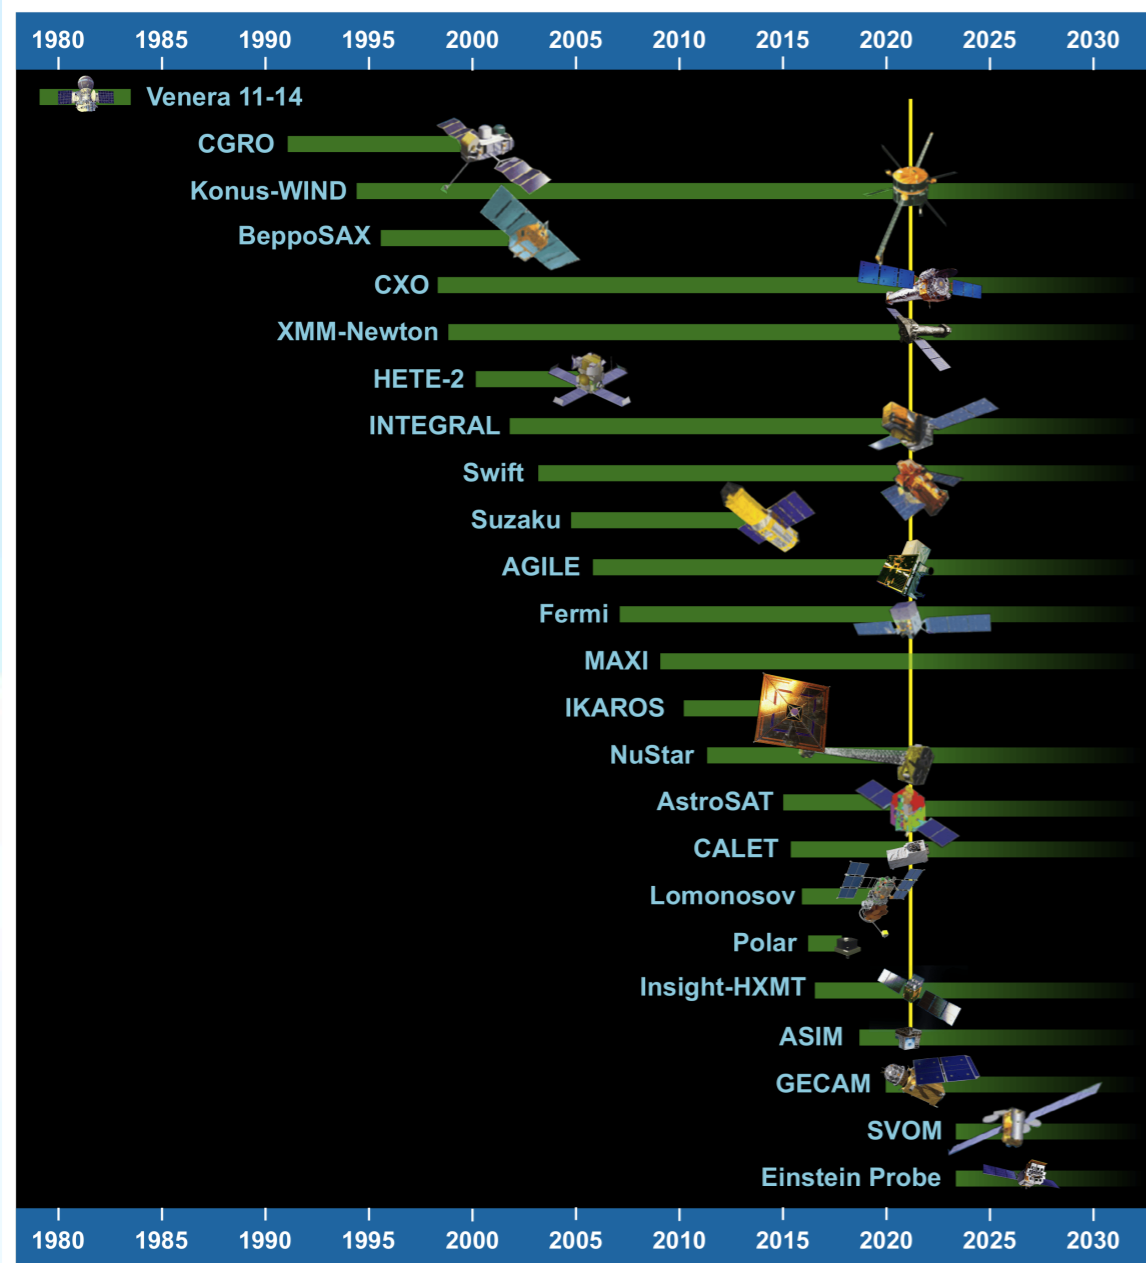 1980 1985 1990 1995 2000 2005 2010 2015 2020 2025 2030
Venera 11-14
CGRO
Konus-WIND
BeppoSAX
CXO
XMM-Newton
HETE-2
INTEGRAL
Swift
Suzaku
AGILE
Fermi
MAXI
IKAROS
NuStar
AstroSAT
CALET
Lomonosov
Polar
Insight-HXMT
ASIM
GECAM
SVOM
Einstein Probe
1980 1985 1990 1995 2000 2005 2010 2015 2020 2025 2030